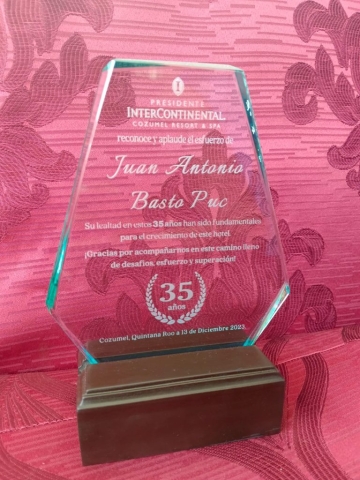 PRESIDENTE
INTERCONTINENTAL
COZUMEL RESORT & SPA
reconoce y aplaude el esfuerzo de
Juan Antonio
Basto Puc
Su lealtad en estos 35 años han sido fundamentales
para el crecimiento de este hotel.
¡Gracias por acompañarnos en este camino lleno
de desafíos, esfuerzo y superación!
35
años
Cozumel, Quintana Roo a 13 de Diciembre 2023